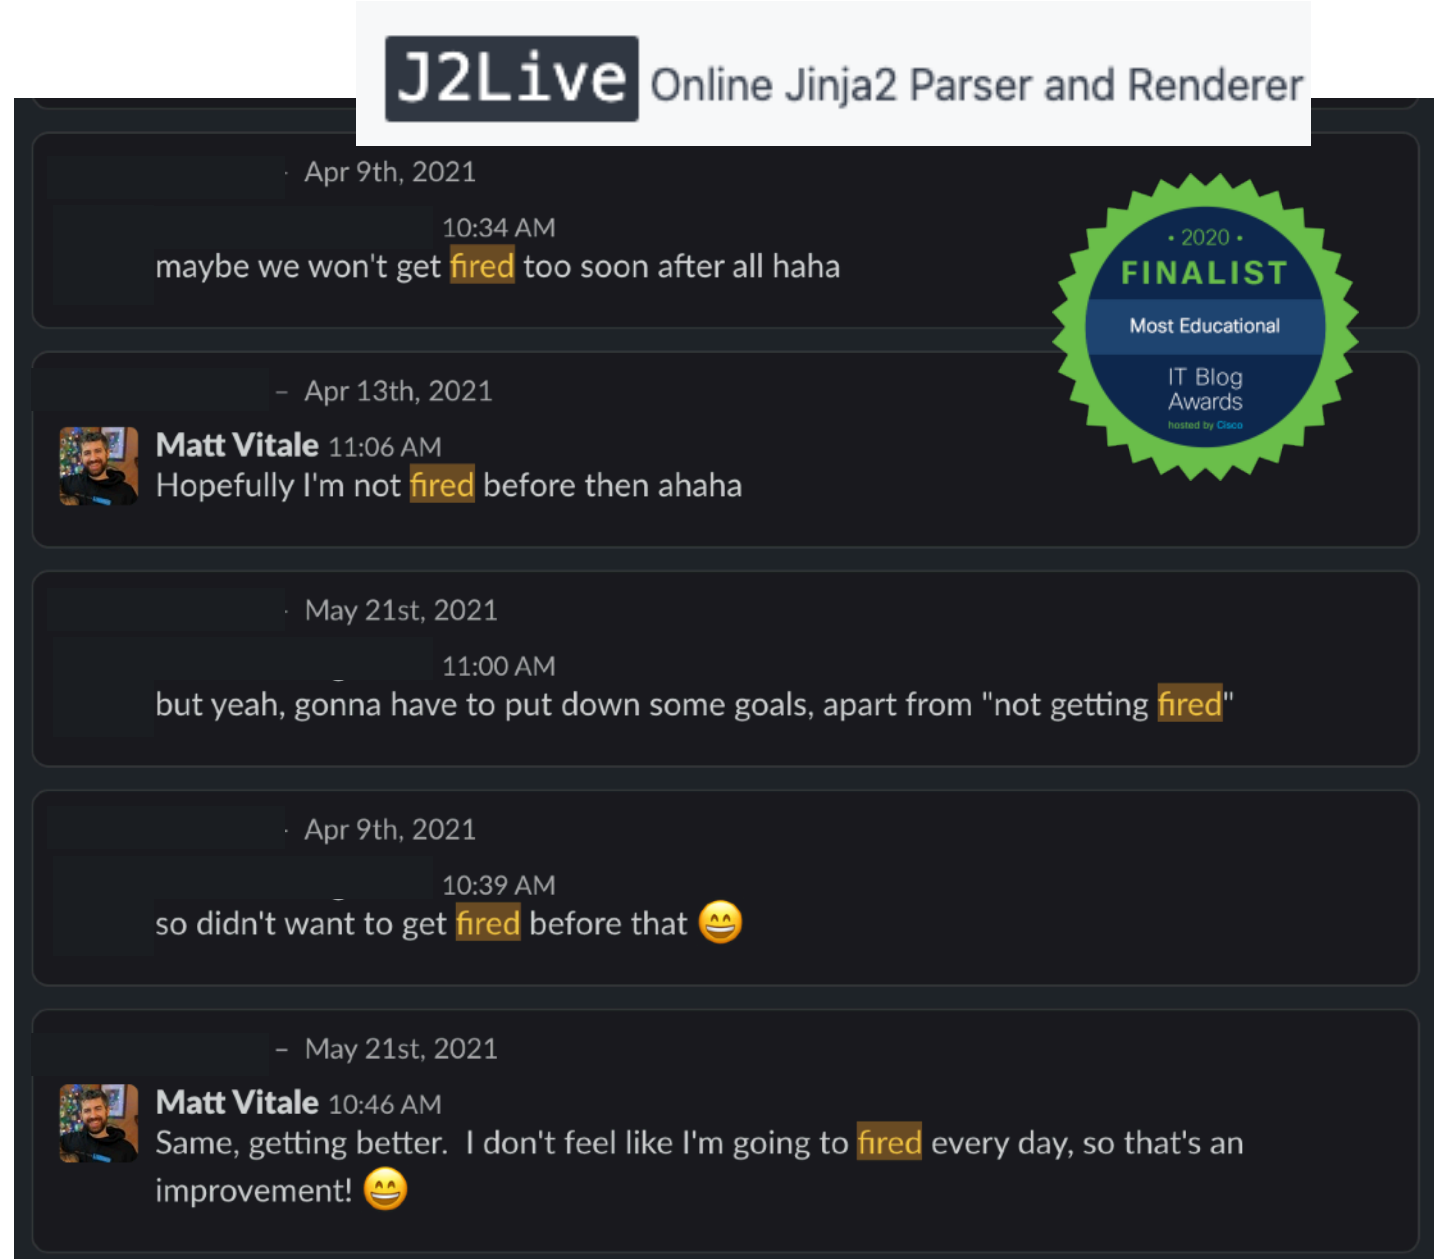 J2Live Online Jinja2 Parser and Renderer
- Apr 9th, 2021
10:34 AM
maybe we won't get fired too soon after all haha
• 2020 •
FINALIST
Most Educational
IT Blog
Awards
hosted by Cisco
– Apr 13th, 2021
Matt Vitale 11:06 AM
Hopefully I'm not fired before then ahaha
- May 21st, 2021
11:00 AM
but yeah, gonna have to put down some goals, apart from "not getting fired"
- Apr 9th, 2021
10:39 AM
so didn't want to get fired before that 😄
– May 21st, 2021
Matt Vitale 10:46 AM
Same, getting better.  I don't feel like I'm going to fired every day, so that's an
improvement! 😄